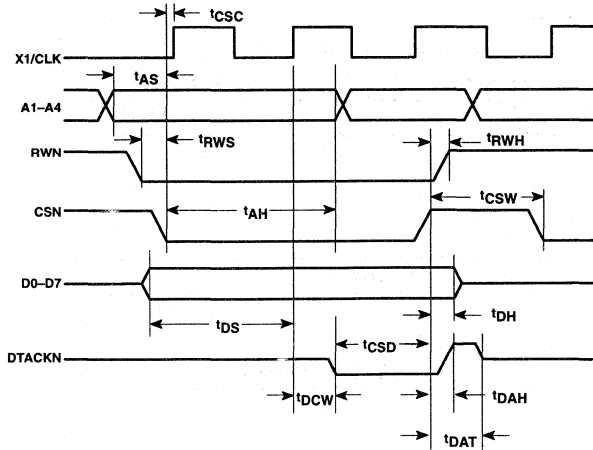 tCSC
X1/CLK
tAS
A1–A4
tRWS
tRWH
RWN
tCSW
CSN
tAH
D0–D7
tDS
tDH
tCSD
DTACKN
tDCW
tDAH
tDAT